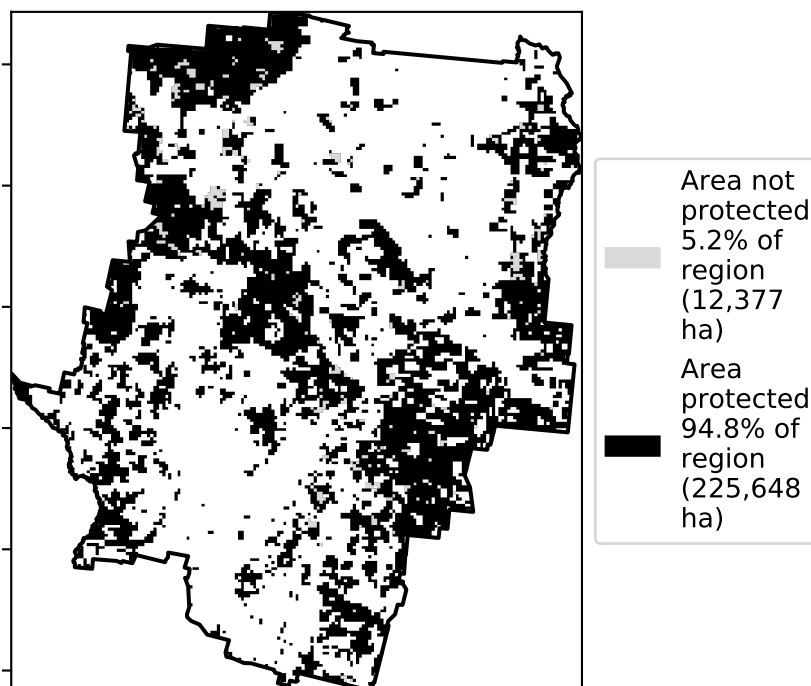 Area not
protected
5.2% of
region
(12,377
ha)
Area
protected
94.8% of
region
(225,648
ha)